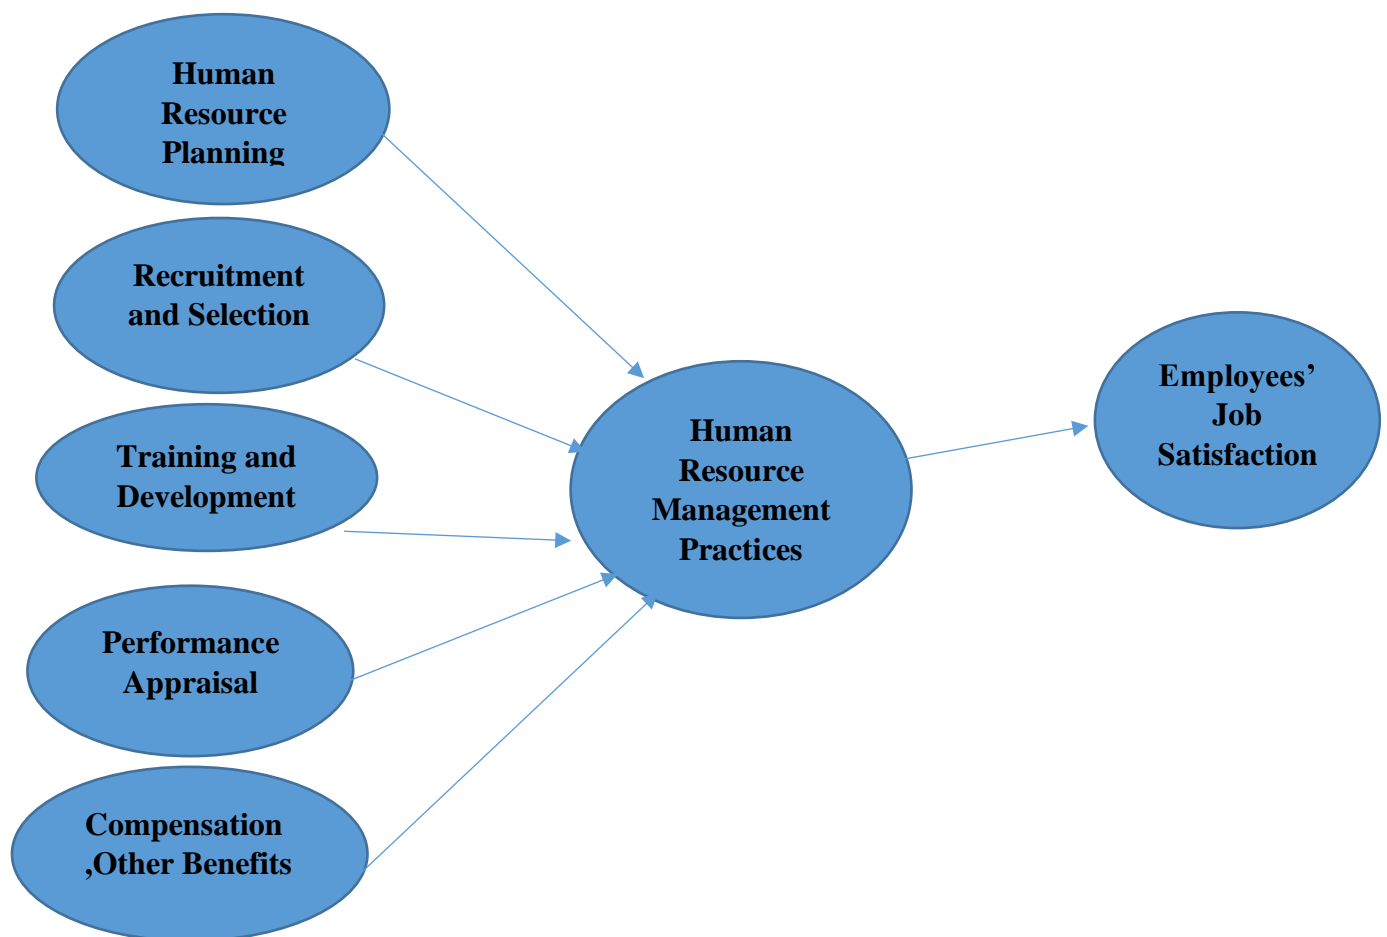 Human
Resource
Planning
Recruitment
and Selection
Training and
Development
Performance
Appraisal
Compensation
,Other Benefits
Human
Resource
Management
Practices
Employees’
Job
Satisfaction